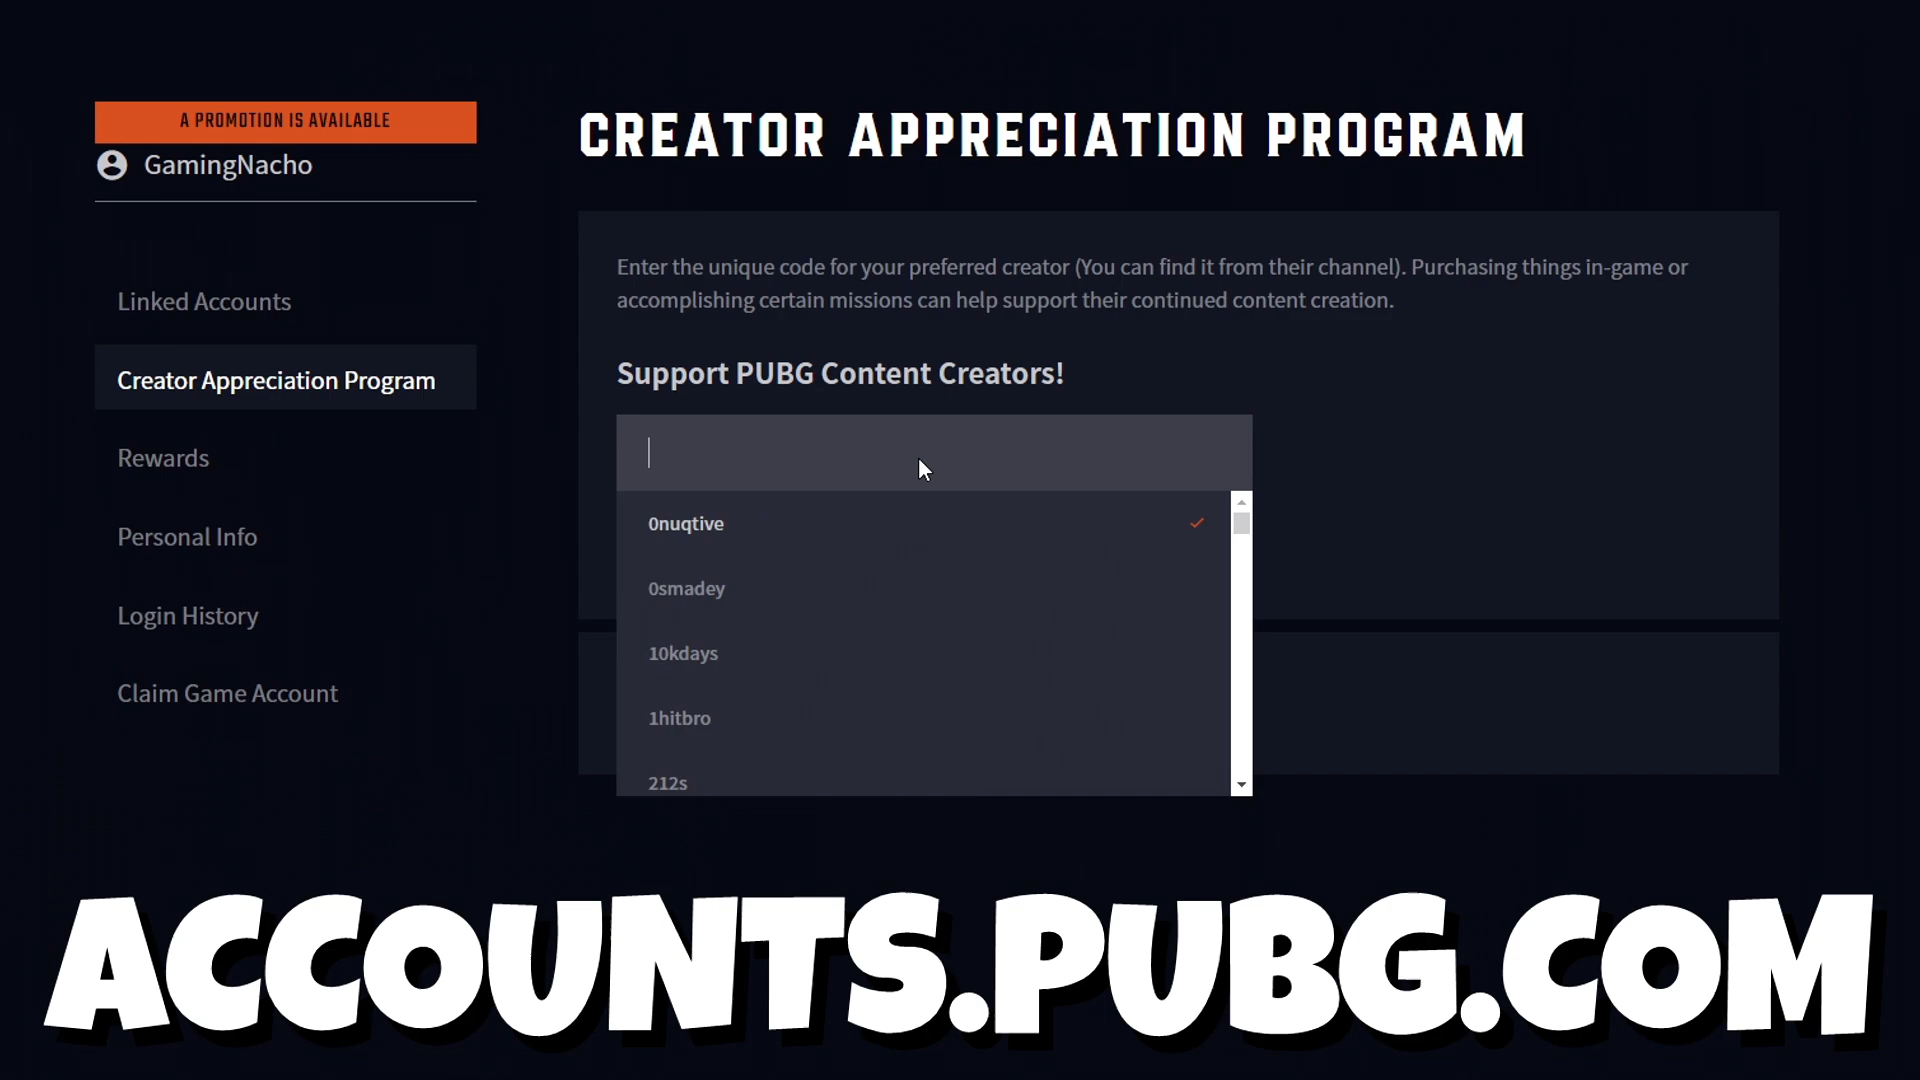 A PROMOTION IS AVAILABLE
GamingNacho
Linked Accounts
Creator Appreciation Program
Rewards
Personal Info
Login History
Claim Game Account
CREATOR APPRECIATION PROGRAM
Enter the unique code for your preferred creator (You can find it from their channel). Purchasing things in-game or
accomplishing certain missions can help support their continued content creation.
Support PUBG Content Creators!
0nuqtive
0smadey
10kdays
1hitbro
212s
ACCOUNTS.PUBG.COM